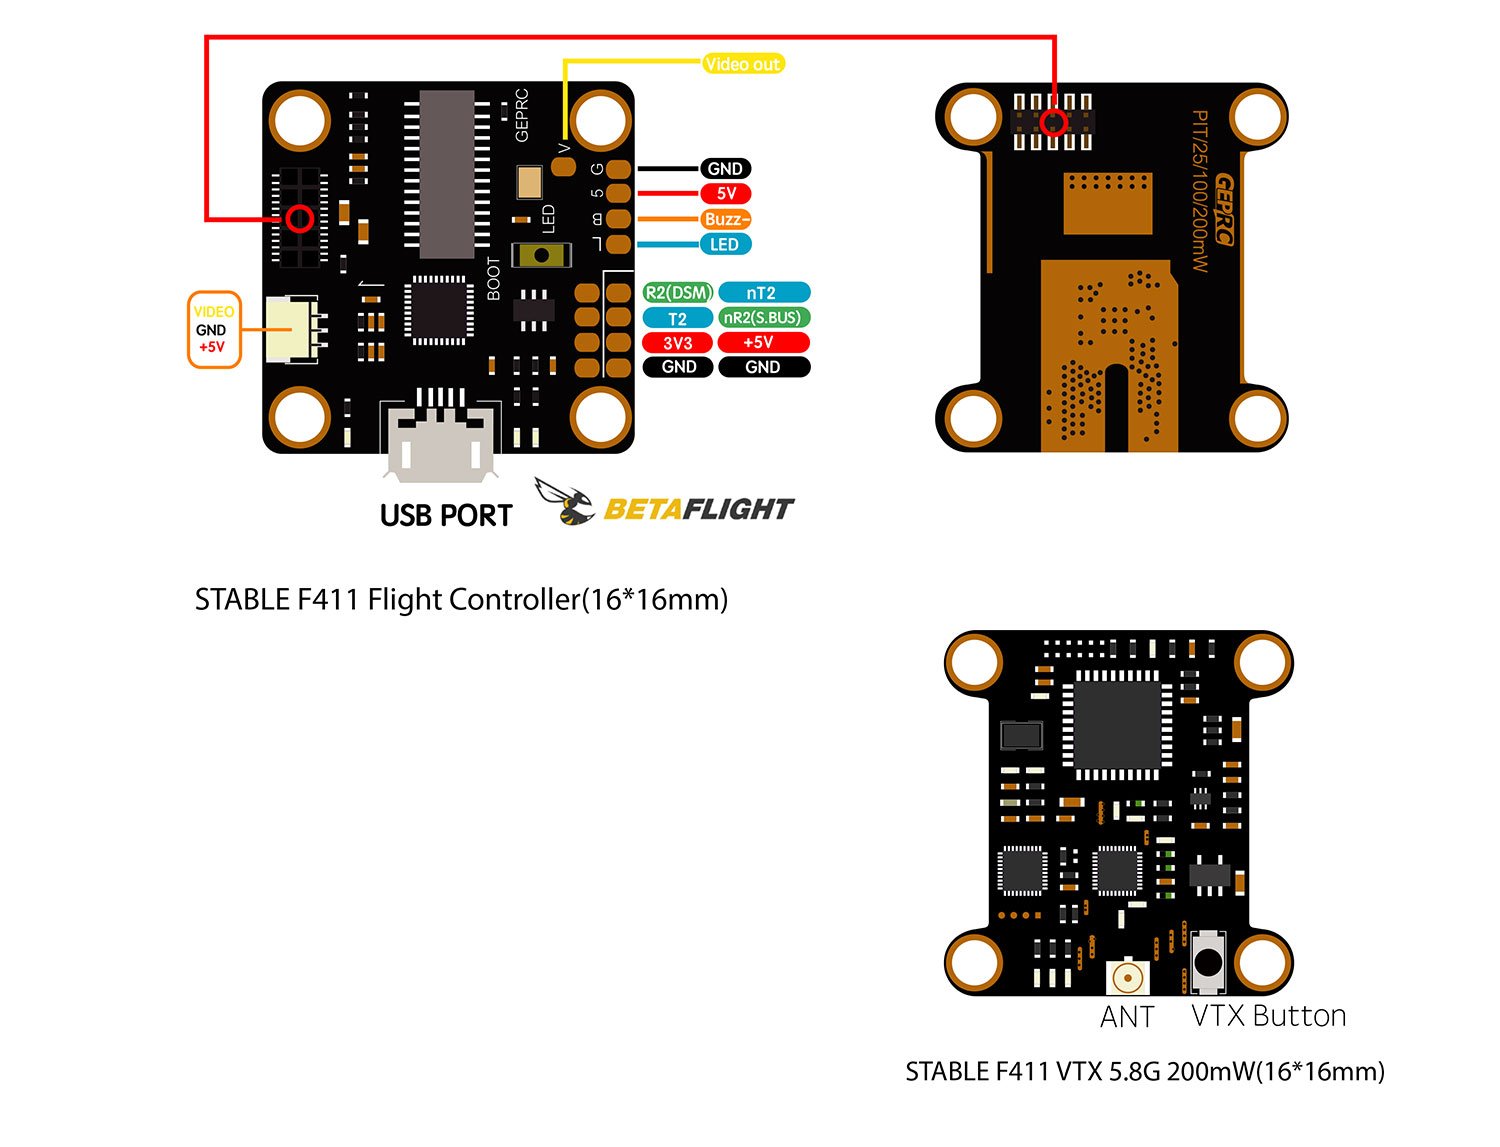 Video out
GEPRC
V
G
GND
5
5V
B
Buzz-
L
LED
LED
BOOT
R2(DSM) nT2
T2 nR2(S.BUS)
3V3 +5V
GND GND
VIDEO
GND
+5V
USB PORT
BETAFLIGHT
STABLE F411 Flight Controller(16*16mm)
PIT/25/100/200mW
GEPRC
ANT VTX Button
STABLE F411 VTX 5.8G 200mW(16*16mm)